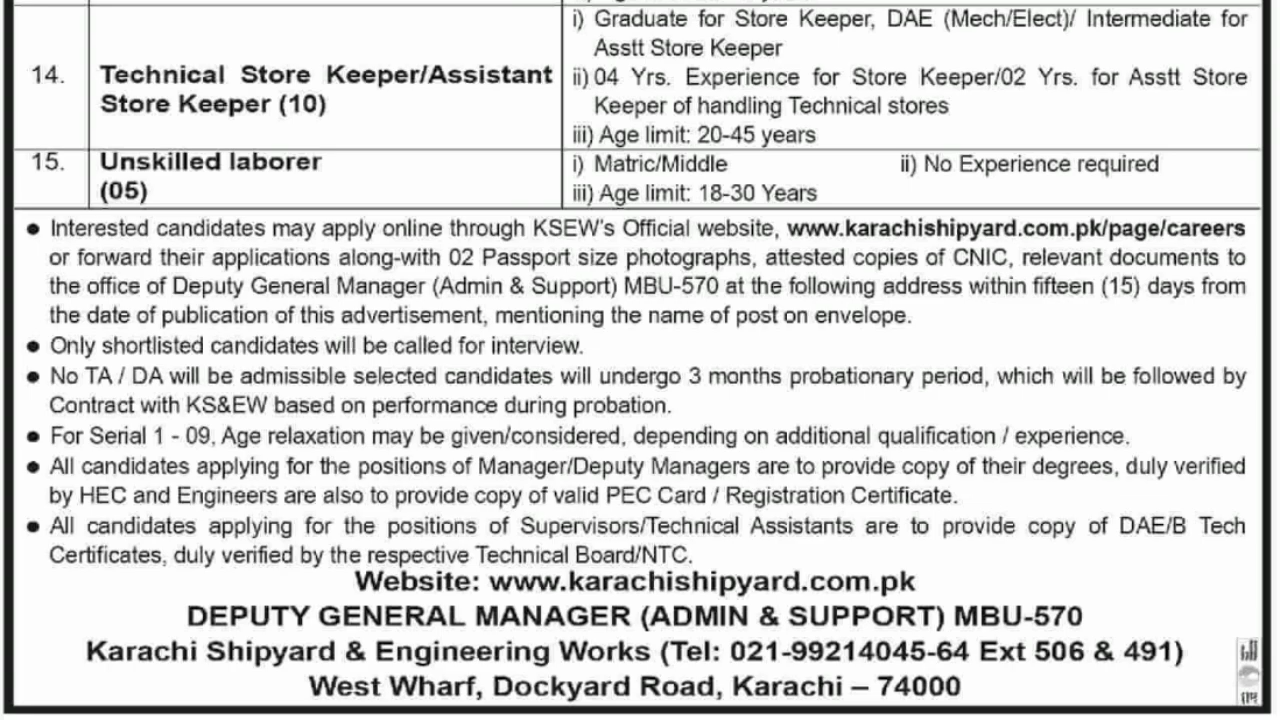 i) Graduate for Store Keeper, DAE (Mech/Elect)/ Intermediate for
Asstt Store Keeper
14. Technical Store Keeper/Assistant ii) 04 Yrs. Experience for Store Keeper/02 Yrs. for Asstt Store
Store Keeper (10) Keeper of handling Technical stores
iii) Age limit: 20-45 years
15. Unskilled laborer i) Matric/Middle ii) No Experience required
(05) iii) Age limit: 18-30 Years
● Interested candidates may apply online through KSEW's Official website, www.karachishipyard.com.pk/page/careers
or forward their applications along-with 02 Passport size photographs, attested copies of CNIC, relevant documents to
the office of Deputy General Manager (Admin & Support) MBU-570 at the following address within fifteen (15) days from
the date of publication of this advertisement, mentioning the name of post on envelope.
● Only shortlisted candidates will be called for interview.
● No TA / DA will be admissible selected candidates will undergo 3 months probationary period, which will be followed by
Contract with KS&EW based on performance during probation.
● For Serial 1 - 09, Age relaxation may be given/considered, depending on additional qualification / experience.
● All candidates applying for the positions of Manager/Deputy Managers are to provide copy of their degrees, duly verified
by HEC and Engineers are also to provide copy of valid PEC Card / Registration Certificate.
● All candidates applying for the positions of Supervisors/Technical Assistants are to provide copy of DAE/B Tech
Certificates, duly verified by the respective Technical Board/NTC.
Website: www.karachishipyard.com.pk
DEPUTY GENERAL MANAGER (ADMIN & SUPPORT) MBU-570
Karachi Shipyard & Engineering Works (Tel: 021-99214045-64 Ext 506 & 491)
West Wharf, Dockyard Road, Karachi – 74000